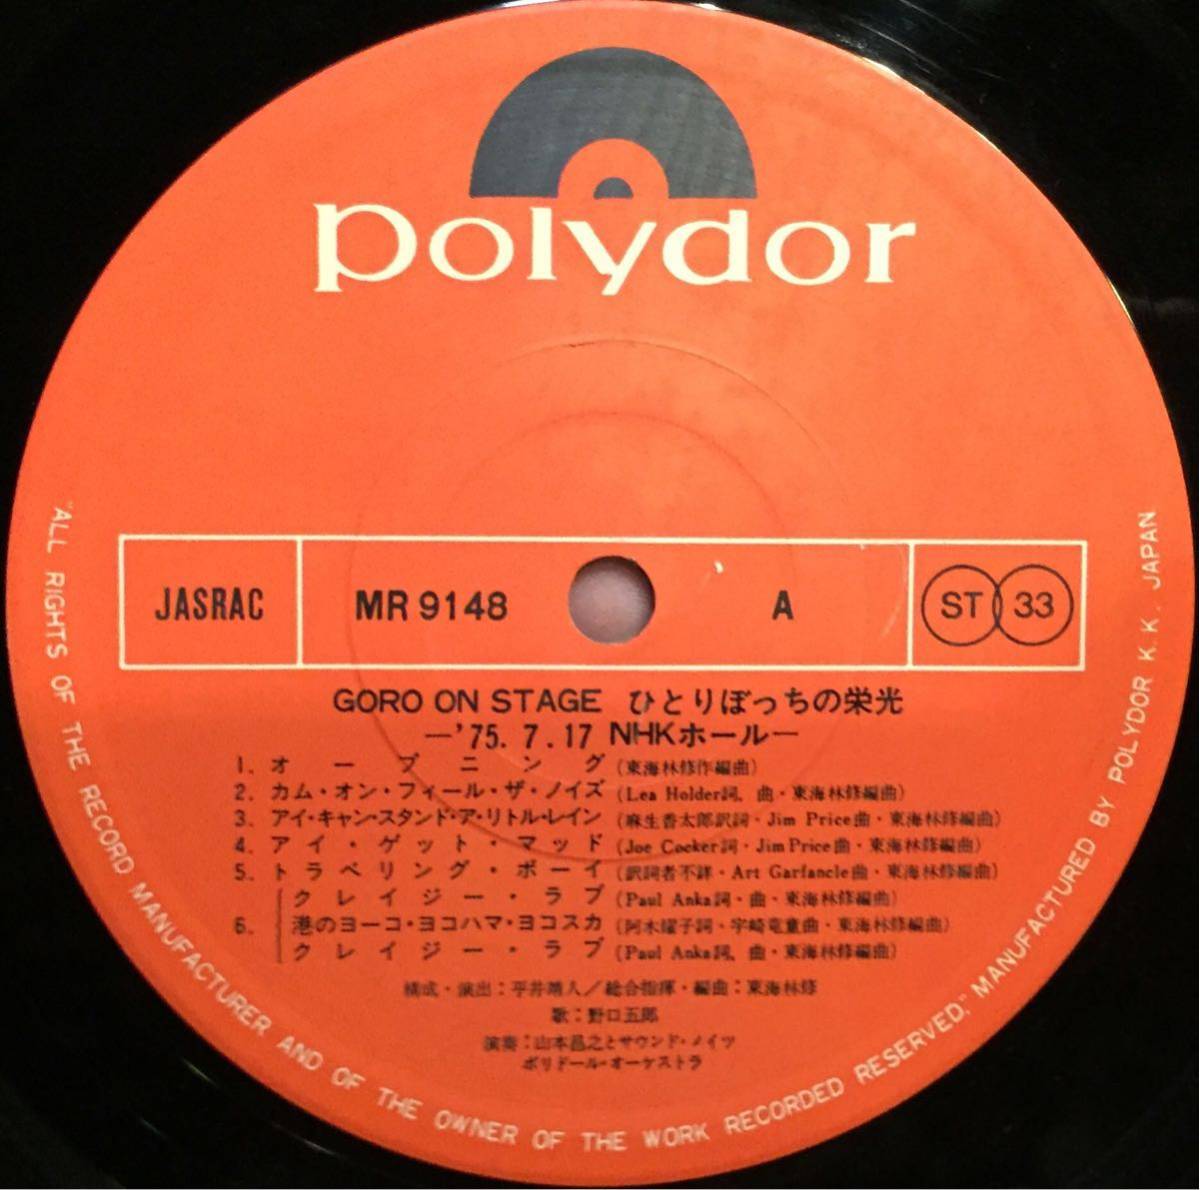 polydor
JASRAC MR 9148 A ST 33
GORO ON STAGE ひとりぼっちの栄光
—'75. 7. 17 NHKホール—
1. オープニング (東海林修作編曲)
2. カム・オン・フィール・ザ・ノイズ (Lea Holder詞、曲・東海林修編曲)
3. アイ・キャン・スタンド・ア・リトル・レイン (麻生香太郎訳詞・Jim Price曲・東海林修編曲)
4. アイ・ゲット・マッド (Joe Cocker詞・Jim Price曲・東海林修編曲)
5. トラベリング・ボーイ (訳詞者不詳・Art Garfancle曲・東海林修編曲)
クレイジー・ラブ (Paul Anka詞・曲・東海林修編曲)
6. 港のヨーコ・ヨコハマ・ヨコスカ (阿木燿子詞・宇崎竜童曲・東海林修編曲)
クレイジー・ラブ (Paul Anka詞、曲・東海林修編曲)
構成・演出:平井靖人/総合指揮・編曲:東海林修
歌:野口五郎
演奏:山本昌之とサウンド・ノイツ
ポリドール・オーケストラ
"ALL RIGHTS OF THE RECORD MANUFACTURER AND OF THE OWNER OF THE WORK RECORDED RESERVED," MANUFACTURED BY POLYDOR K. K. JAPAN